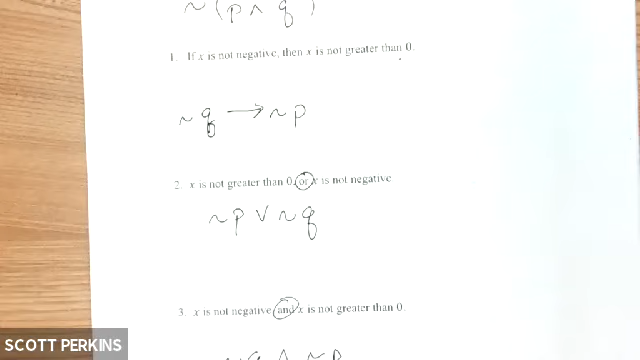 ~(p ∧ q)
1. If x is not negative, then x is not greater than 0.
~q → ~p
2. x is not greater than 0, or x is not negative
~p ∨ ~q
3. x is not negative and x is not greater than 0.
~q ∧ ~p
SCOTT PERKINS